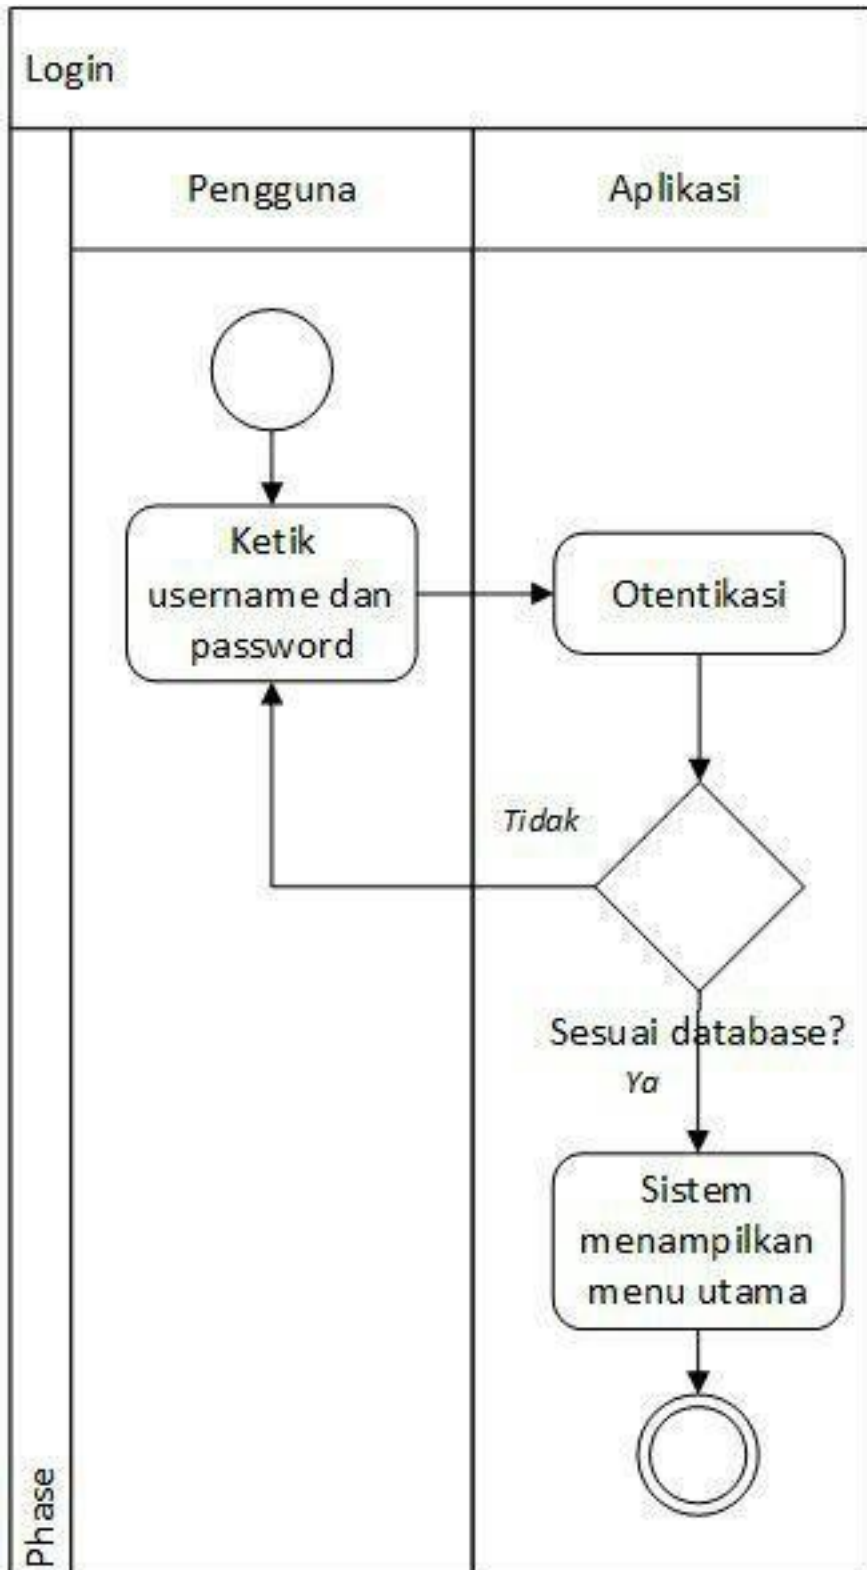 Login
Pengguna
Aplikasi
Ketik
username dan
password
Otentikasi
Tidak
Sesuai database?
Ya
Sistem
menampilkan
menu utama
Phase